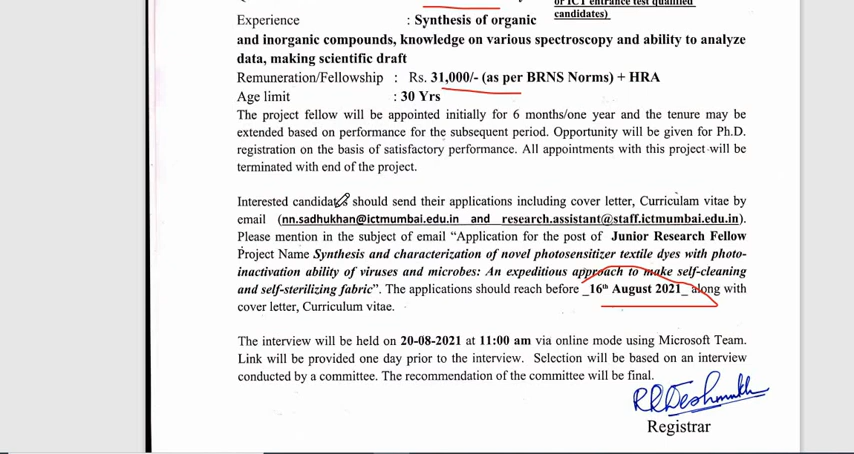 or ICT entrance test qualified
candidates)
Experience : Synthesis of organic
and inorganic compounds, knowledge on various spectroscopy and ability to analyze
data, making scientific draft
Remuneration/Fellowship : Rs. 31,000/- (as per BRNS Norms) + HRA
Age limit : 30 Yrs
The project fellow will be appointed initially for 6 months/one year and the tenure may be
extended based on performance for the subsequent period. Opportunity will be given for Ph.D.
registration on the basis of satisfactory performance. All appointments with this project will be
terminated with end of the project.
Interested candidates should send their applications including cover letter, Curriculam vitae by
email (nn.sadhukhan@ictmumbai.edu.in and research.assistant@staff.ictmumbai.edu.in).
Please mention in the subject of email “Application for the post of Junior Research Fellow
Project Name Synthesis and characterization of novel photosensitizer textile dyes with photo-
inactivation ability of viruses and microbes: An expeditious approach to make self-cleaning
and self-sterilizing fabric”. The applications should reach before _16th August 2021_ along with
cover letter, Curriculum vitae.
The interview will be held on 20-08-2021 at 11:00 am via online mode using Microsoft Team.
Link will be provided one day prior to the interview. Selection will be based on an interview
conducted by a committee. The recommendation of the committee will be final.
RRDeshmukh
Registrar